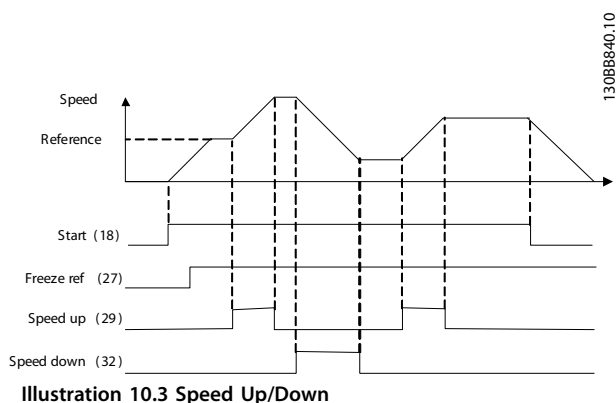 130BB840.10
Speed
Reference
Start (18)
Freeze ref (27)
Speed up (29)
Speed down (32)
Illustration 10.3 Speed Up/Down